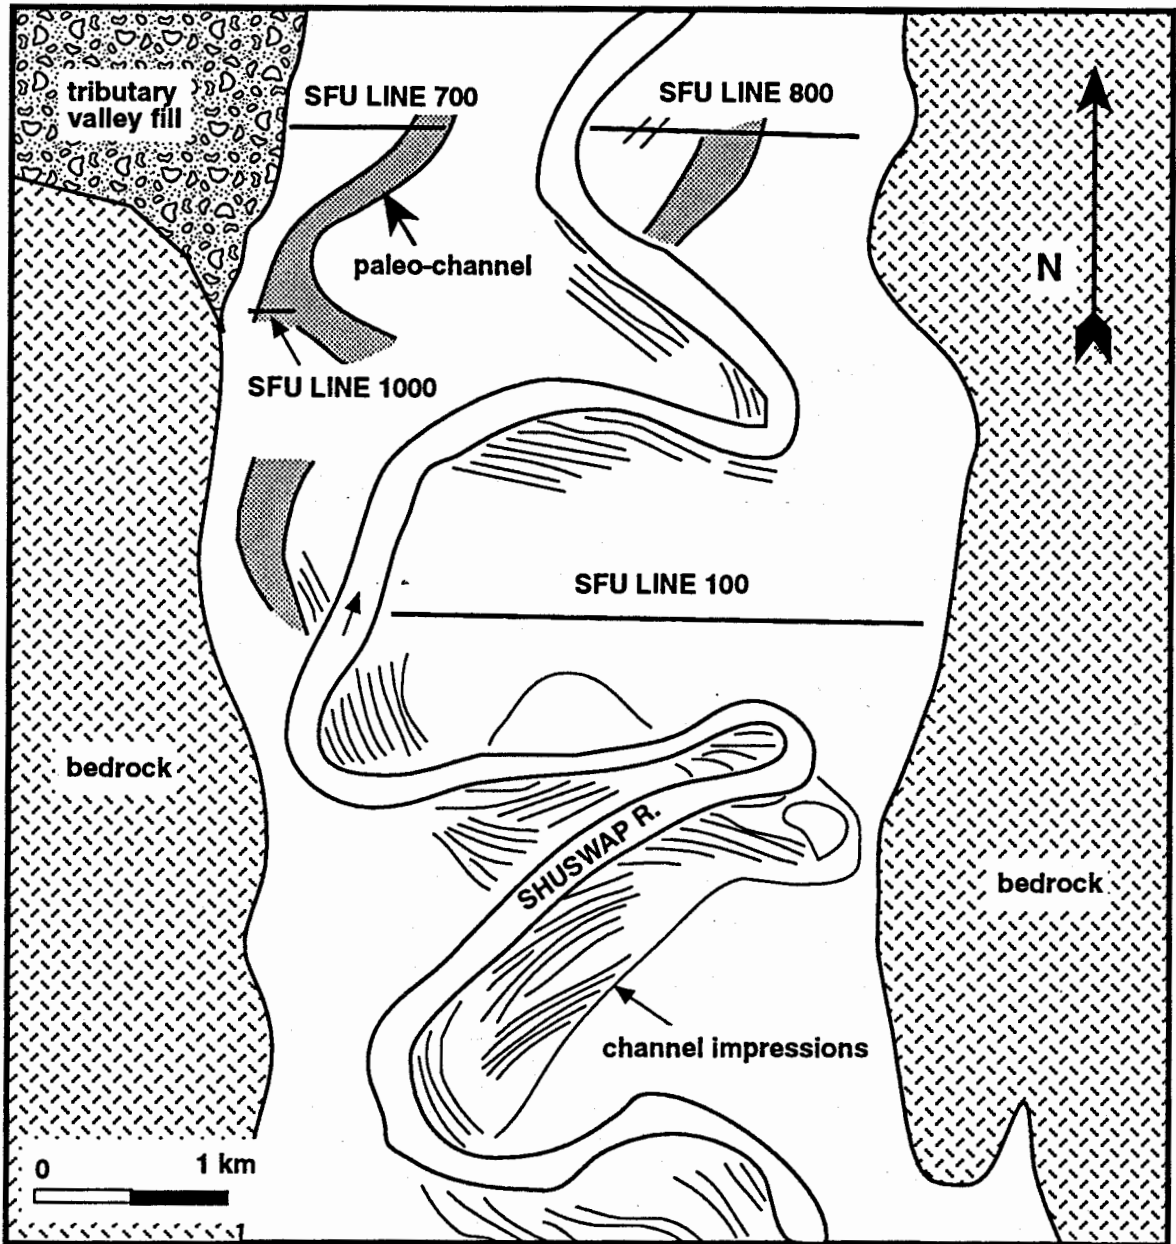 tributary
valley fill
SFU LINE 700
SFU LINE 800
paleo-channel
N
SFU LINE 1000
SFU LINE 100
bedrock
SHUSWAP R.
bedrock
channel impressions
0 1 km